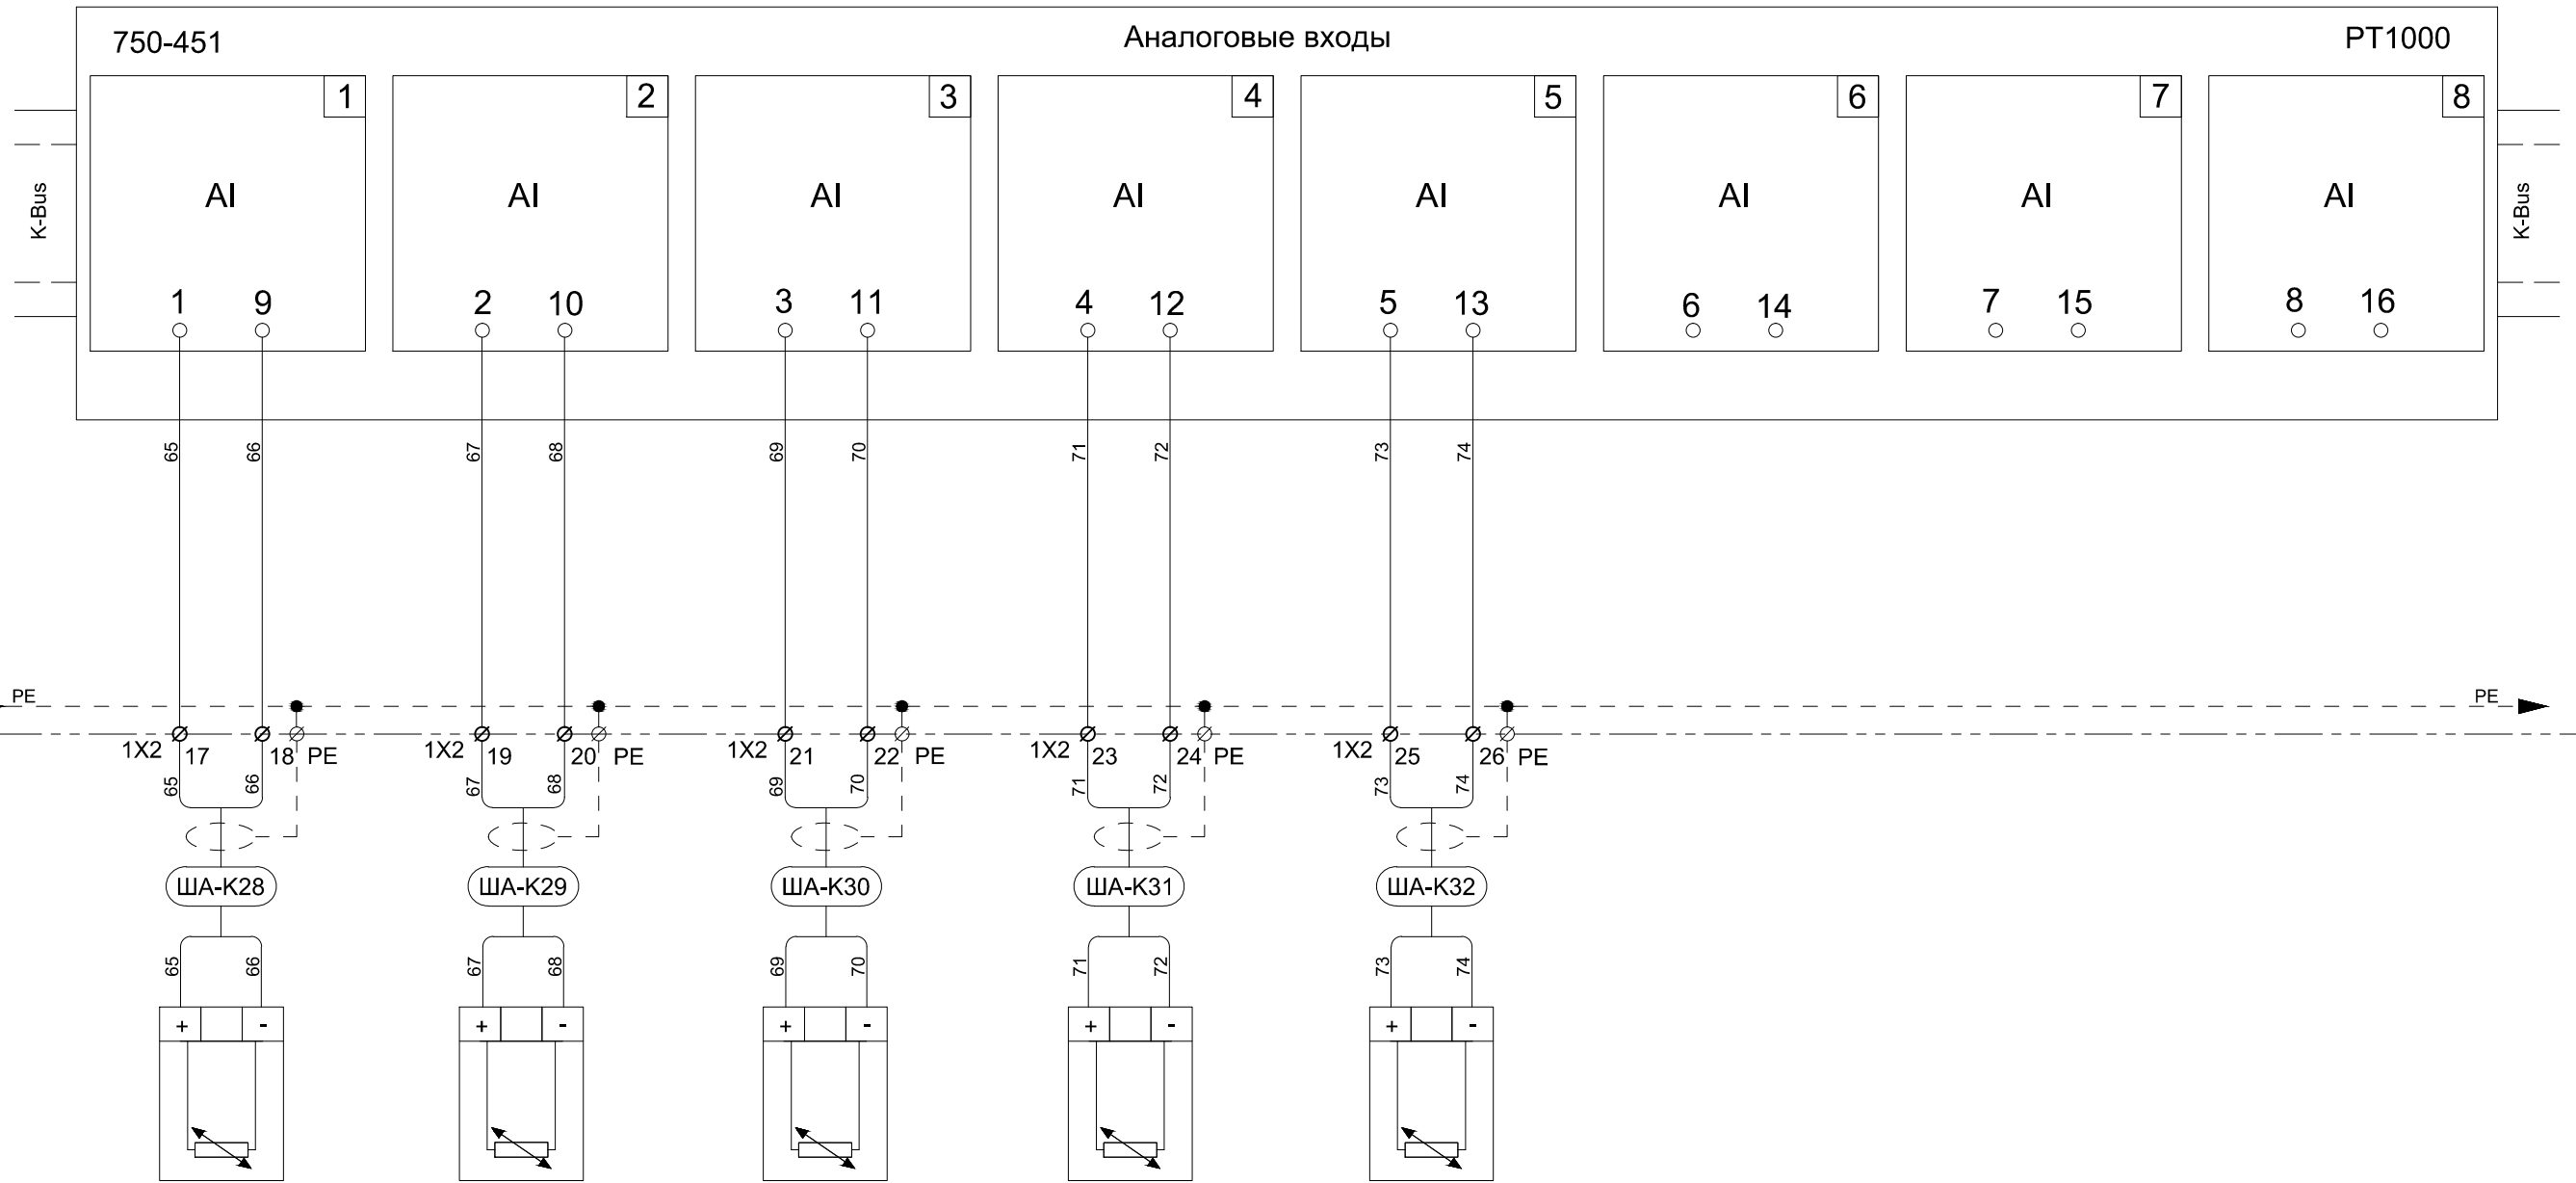 750-451 Аналоговые входы PT1000
1 2 3 4 5 6 7 8
AI AI AI AI AI AI AI AI
K-Bus K-Bus
1 9 2 10 3 11 4 12 5 13 6 14 7 15 8 16
65 66 67 68 69 70 71 72 73 74
PE PE
1X2 17 18 PE 1X2 19 20 PE 1X2 21 22 PE 1X2 23 24 PE 1X2 25 26 PE
65 66 67 68 69 70 71 72 73 74
ША-К28 ША-К29 ША-К30 ША-К31 ША-К32
65 66 67 68 69 70 71 72 73 74
+ - + - + - + - + -